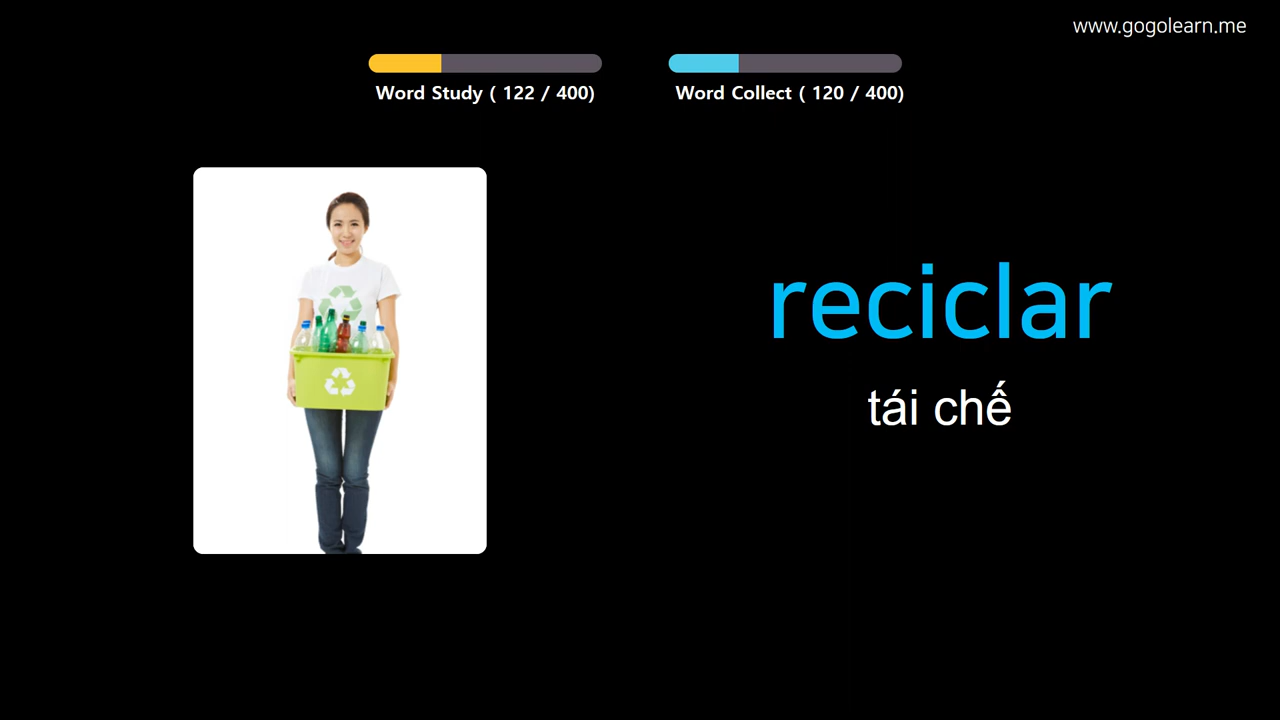 www.gogolearn.me
Word Study ( 122 / 400)
Word Collect ( 120 / 400)
reciclar
tái chế